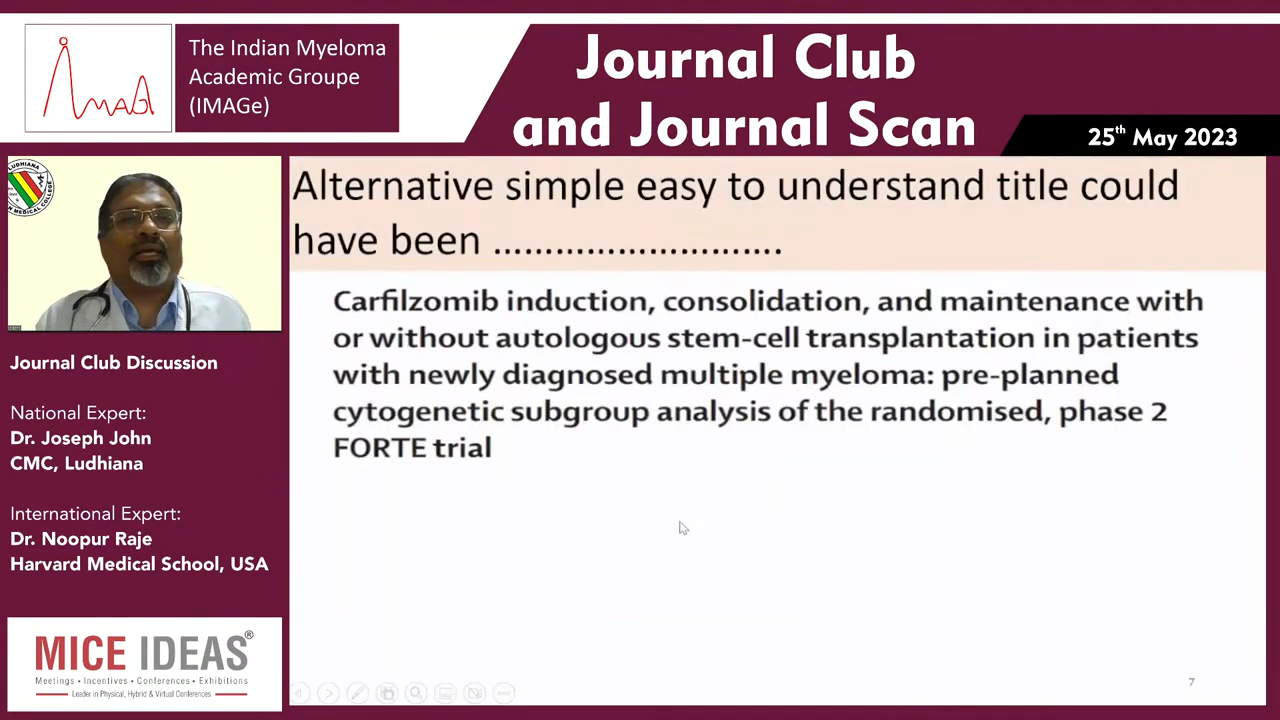 The Indian Myeloma
Academic Groupe
(IMAGe)
Journal Club
and Journal Scan
25th May 2023
LUDHIANA
MEDICAL COLLEGE
Alternative simple easy to understand title could
have been ...........................
Carfilzomib induction, consolidation, and maintenance with
or without autologous stem-cell transplantation in patients
with newly diagnosed multiple myeloma: pre-planned
cytogenetic subgroup analysis of the randomised, phase 2
FORTE trial
Journal Club Discussion
National Expert:
Dr. Joseph John
CMC, Ludhiana
International Expert:
Dr. Noopur Raje
Harvard Medical School, USA
MICE IDEAS®
Meetings • Incentives • Conferences • Exhibitions
Leader in Physical, Hybrid & Virtual Conferences
7